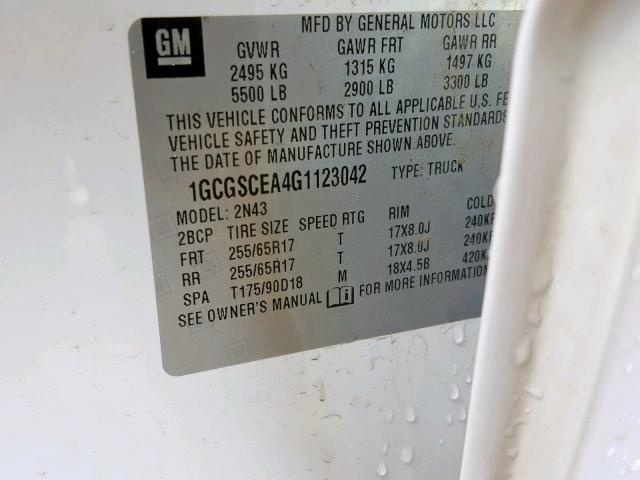 GM
MFD BY GENERAL MOTORS LLC
GVWR GAWR FRT GAWR RR
2495 KG 1315 KG 1497 KG
5500 LB 2900 LB 3300 LB
THIS VEHICLE CONFORMS TO ALL APPLICABLE U.S. FE
VEHICLE SAFETY AND THEFT PREVENTION STANDARDS
THE DATE OF MANUFACTURE SHOWN ABOVE.
1GCGSCEA4G1123042 TYPE: TRUCK
MODEL: 2N43
2BCP TIRE SIZE SPEED RTG RIM COLD
FRT 255/65R17 T 17X8.0J 240KP
RR 255/65R17 T 17X8.0J 240KP
SPA T175/90D18 M 18X4.5B 420K
SEE OWNER'S MANUAL FOR MORE INFORMATION